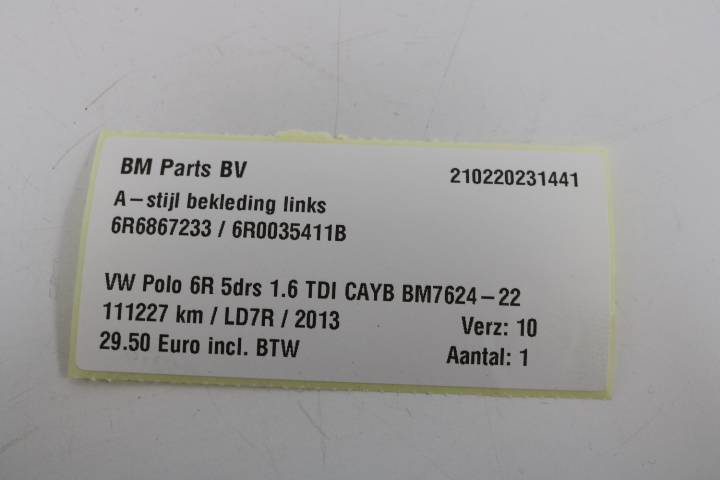 BM Parts BV 210220231441
A-stijl bekleding links
6R6867233 / 6R0035411B
VW Polo 6R 5drs 1.6 TDI CAYB BM7624-22
111227 km / LD7R / 2013 Verz: 10
29.50 Euro incl. BTW Aantal: 1